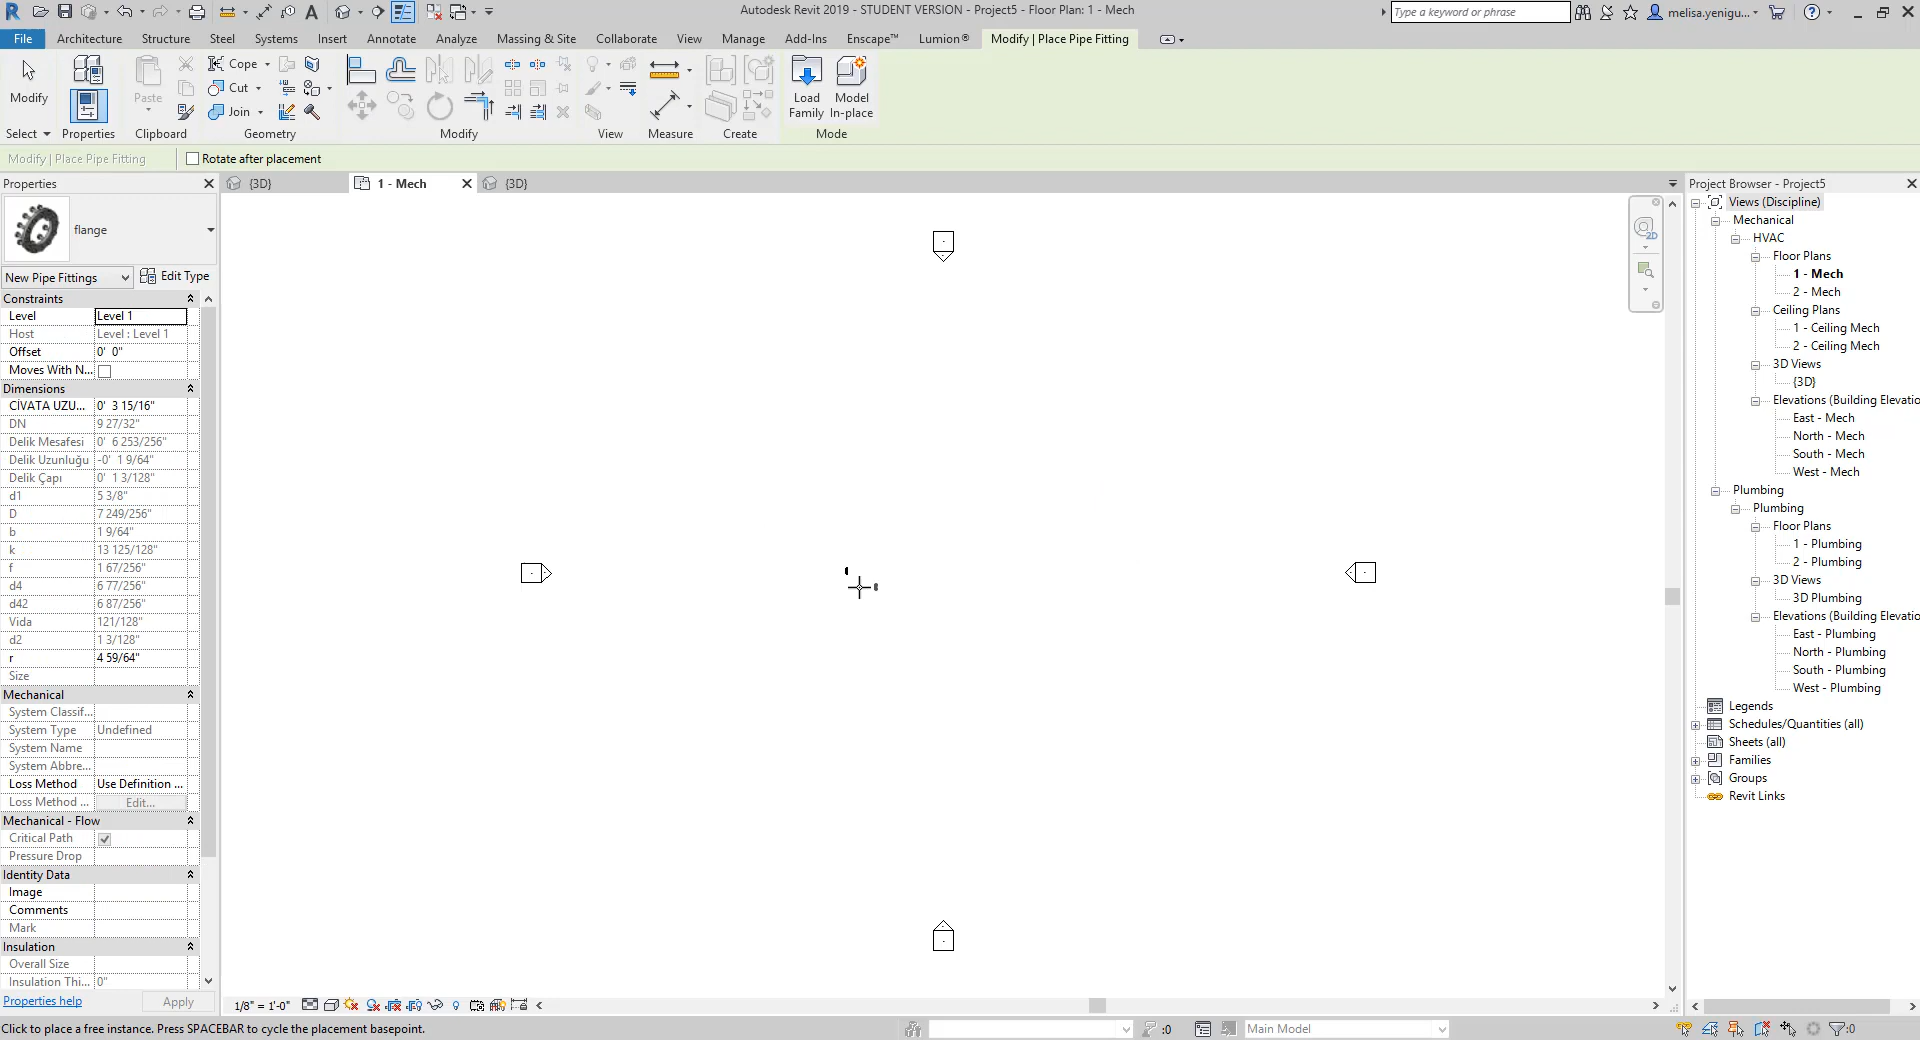 Autodesk Revit 2019 - STUDENT VERSION - Project5 - Floor Plan: 1 - Mech
Type a keyword or phrase
melisa.yenigu...
File Architecture Structure Steel Systems Insert Annotate Analyze Massing & Site Collaborate View Manage Add-Ins Enscape™ Lumion® Modify | Place Pipe Fitting
Modify
Paste
Cope
Cut
Join
Load Family
Model In-place
Select Properties Clipboard Geometry Modify View Measure Create Mode
Modify | Place Pipe Fitting
Rotate after placement
Properties
{3D}
1 - Mech
{3D}
flange
New Pipe Fittings
Edit Type
Constraints
Level Level 1
Host Level : Level 1
Offset 0' 0"
Moves With N...
Dimensions
CİVATA UZU... 0' 3 15/16"
DN 9 27/32"
Delik Mesafesi 0' 6 253/256"
Delik Uzunluğu -0' 1 9/64"
Delik Çapı 0' 1 3/128"
d1 5 3/8"
D 7 249/256"
b 1 9/64"
k 13 125/128"
f 1 67/256"
d4 6 77/256"
d42 6 87/256"
Vida 121/128"
d2 1 3/128"
r 4 59/64"
Size
Mechanical
System Classif...
System Type Undefined
System Name
System Abbre...
Loss Method Use Definition ...
Loss Method ... Edit...
Mechanical - Flow
Critical Path
Pressure Drop
Identity Data
Image
Comments
Mark
Insulation
Overall Size
Insulation Thi... 0"
Properties help
Apply
2D
Project Browser - Project5
Views (Discipline)
Mechanical
HVAC
Floor Plans
1 - Mech
2 - Mech
Ceiling Plans
1 - Ceiling Mech
2 - Ceiling Mech
3D Views
{3D}
Elevations (Building Elevatio
East - Mech
North - Mech
South - Mech
West - Mech
Plumbing
Plumbing
Floor Plans
1 - Plumbing
2 - Plumbing
3D Views
3D Plumbing
Elevations (Building Elevatio
East - Plumbing
North - Plumbing
South - Plumbing
West - Plumbing
Legends
Schedules/Quantities (all)
Sheets (all)
Families
Groups
Revit Links
1/8" = 1'-0"
Click to place a free instance. Press SPACEBAR to cycle the placement basepoint.
:0
Main Model
:0